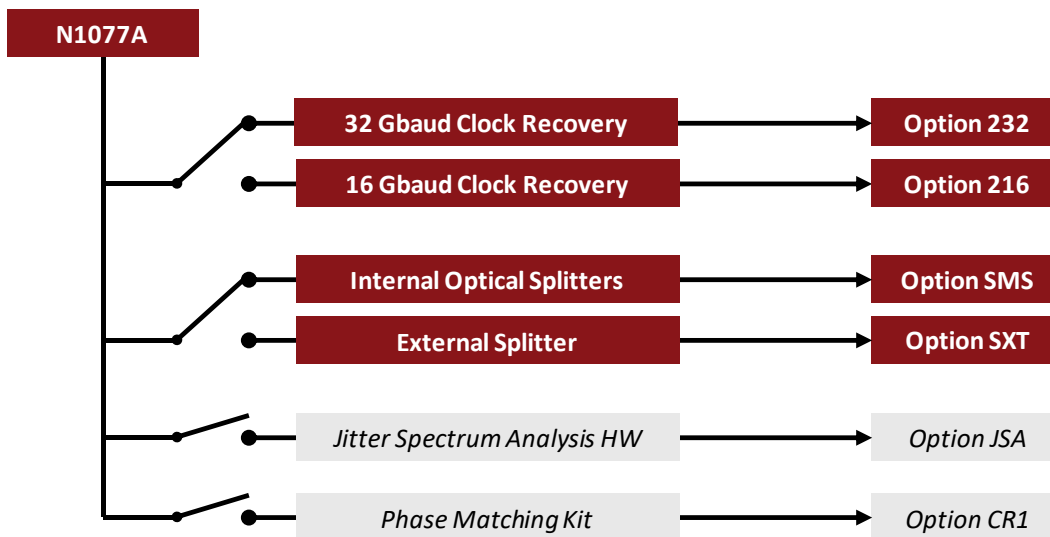 N1077A
32 Gbaud Clock Recovery
Option 232
16 Gbaud Clock Recovery
Option 216
Internal Optical Splitters
Option SMS
External Splitter
Option SXT
Jitter Spectrum Analysis HW
Option JSA
Phase Matching Kit
Option CR1